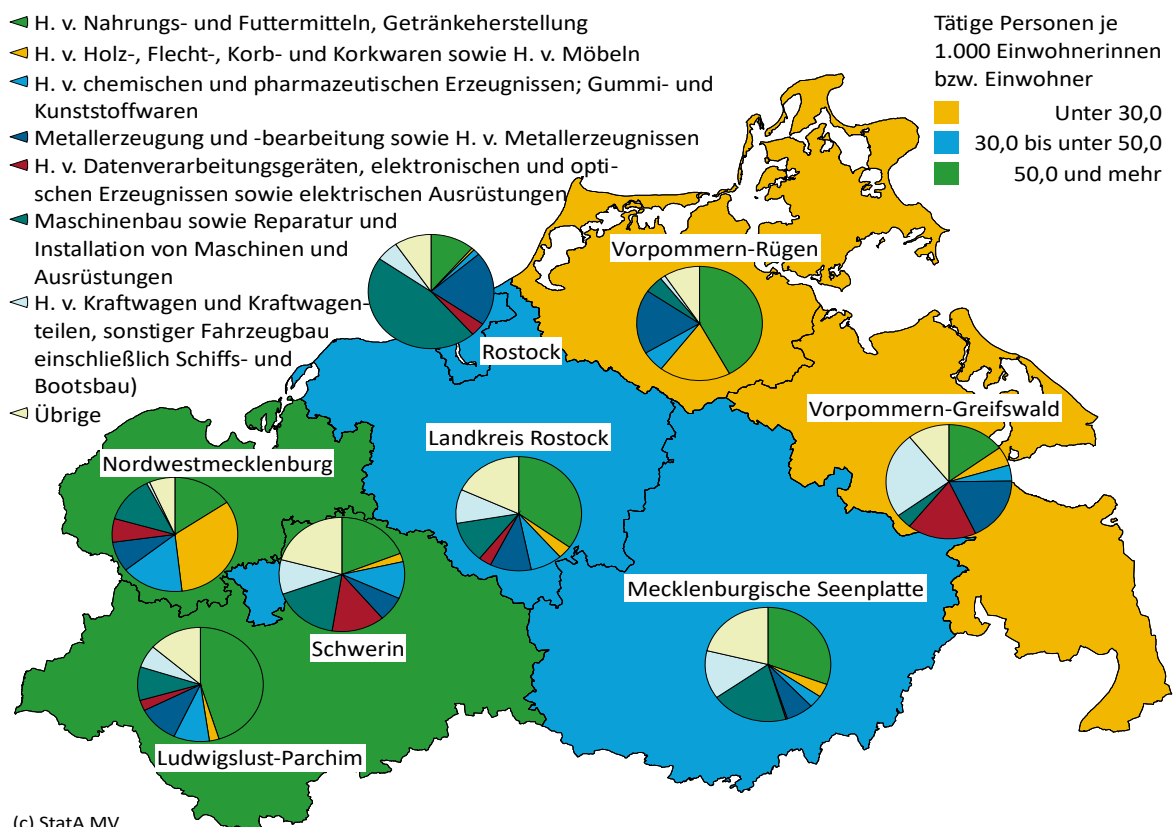 H. v. Nahrungs- und Futtermitteln, Getränkeherstellung
H. v. Holz-, Flecht-, Korb- und Korkwaren sowie H. v. Möbeln
H. v. chemischen und pharmazeutischen Erzeugnissen; Gummi- und
Kunststoffwaren
Metallerzeugung und -bearbeitung sowie H. v. Metallerzeugnissen
H. v. Datenverarbeitungsgeräten, elektronischen und opti-
schen Erzeugnissen sowie elektrischen Ausrüstungen
Maschinenbau sowie Reparatur und
Installation von Maschinen und
Ausrüstungen
H. v. Kraftwagen und Kraftwagen-
teilen, sonstiger Fahrzeugbau
einschließlich Schiffs- und
Bootsbau)
Übrige
Tätige Personen je
1.000 Einwohnerinnen
bzw. Einwohner
Unter 30,0
30,0 bis unter 50,0
50,0 und mehr
Vorpommern-Rügen
Rostock
Vorpommern-Greifswald
Landkreis Rostock
Nordwestmecklenburg
Mecklenburgische Seenplatte
Schwerin
Ludwigslust-Parchim
(c) StatA MV